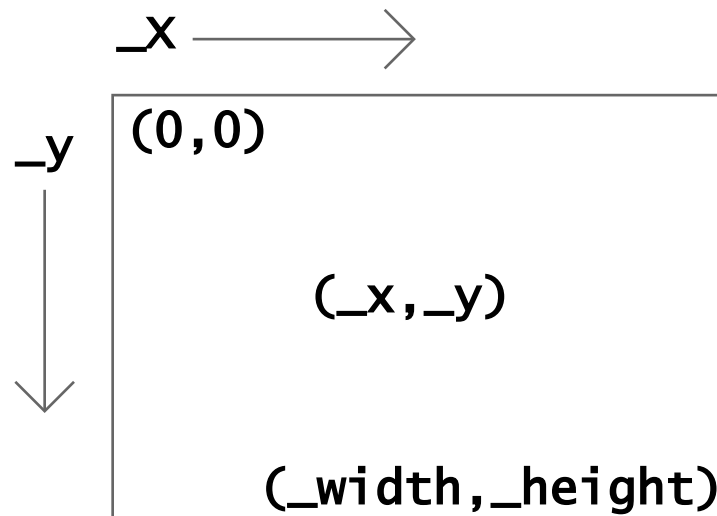 _x
(0,0)
_y
(_x,_y)
(_width,_height)